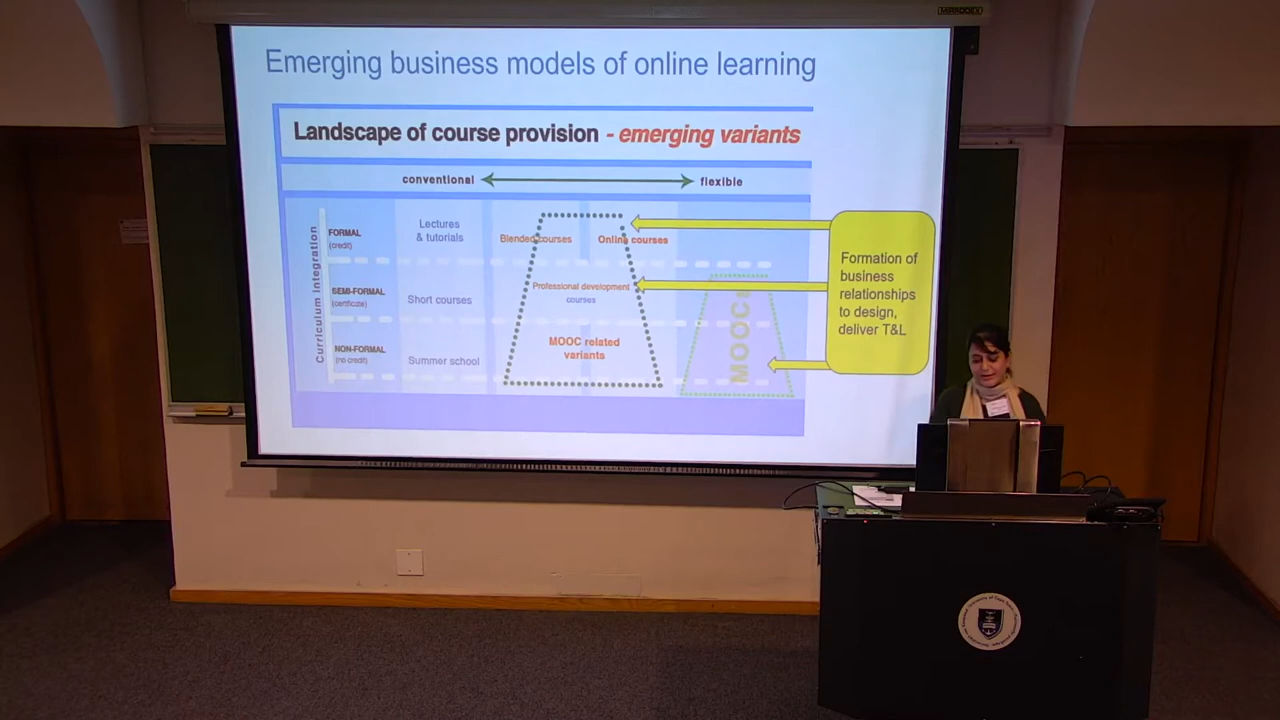 Emerging business models of online learning
Landscape of course provision - emerging variants
conventional
flexible
Curriculum integration
FORMAL
(credit)
Lectures
& tutorials
Blended courses
Online courses
SEMI-FORMAL
(certificate)
Short courses
Professional development
courses
NON-FORMAL
(no credit)
Summer school
MOOC related
variants
MOOCs
Formation of
business
relationships
to design,
deliver T&L